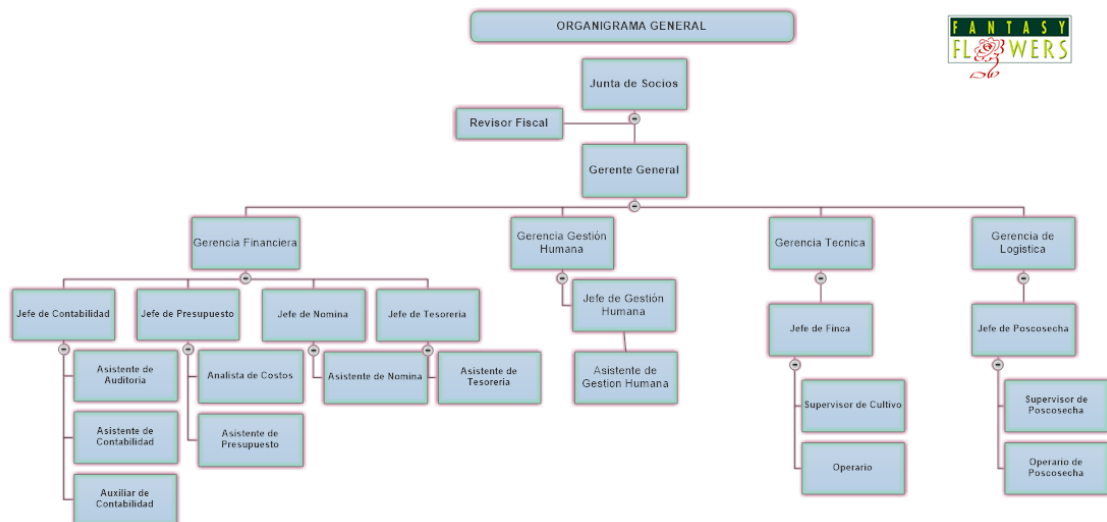 ORGANIGRAMA GENERAL
FANTASY
FLOWERS
Junta de Socios
Revisor Fiscal
Gerente General
Gerencia Financiera
Gerencia Gestión
Humana
Gerencia Tecnica
Gerencia de
Logística
Jefe de Contabilidad
Jefe de Presupuesto
Jefe de Nomina
Jefe de Tesoreria
Jefe de Gestión
Humana
Jefe de Finca
Jefe de Poscosecha
Asistente de
Auditoria
Analista de Costos
Asistente de Nomina
Asistente de
Tesoreria
Asistente de
Gestion Humana
Supervisor de Cultivo
Supervisor de
Poscosecha
Asistente de
Contabilidad
Asistente de
Presupuesto
Operario
Operario de
Poscosecha
Auxiliar de
Contabilidad